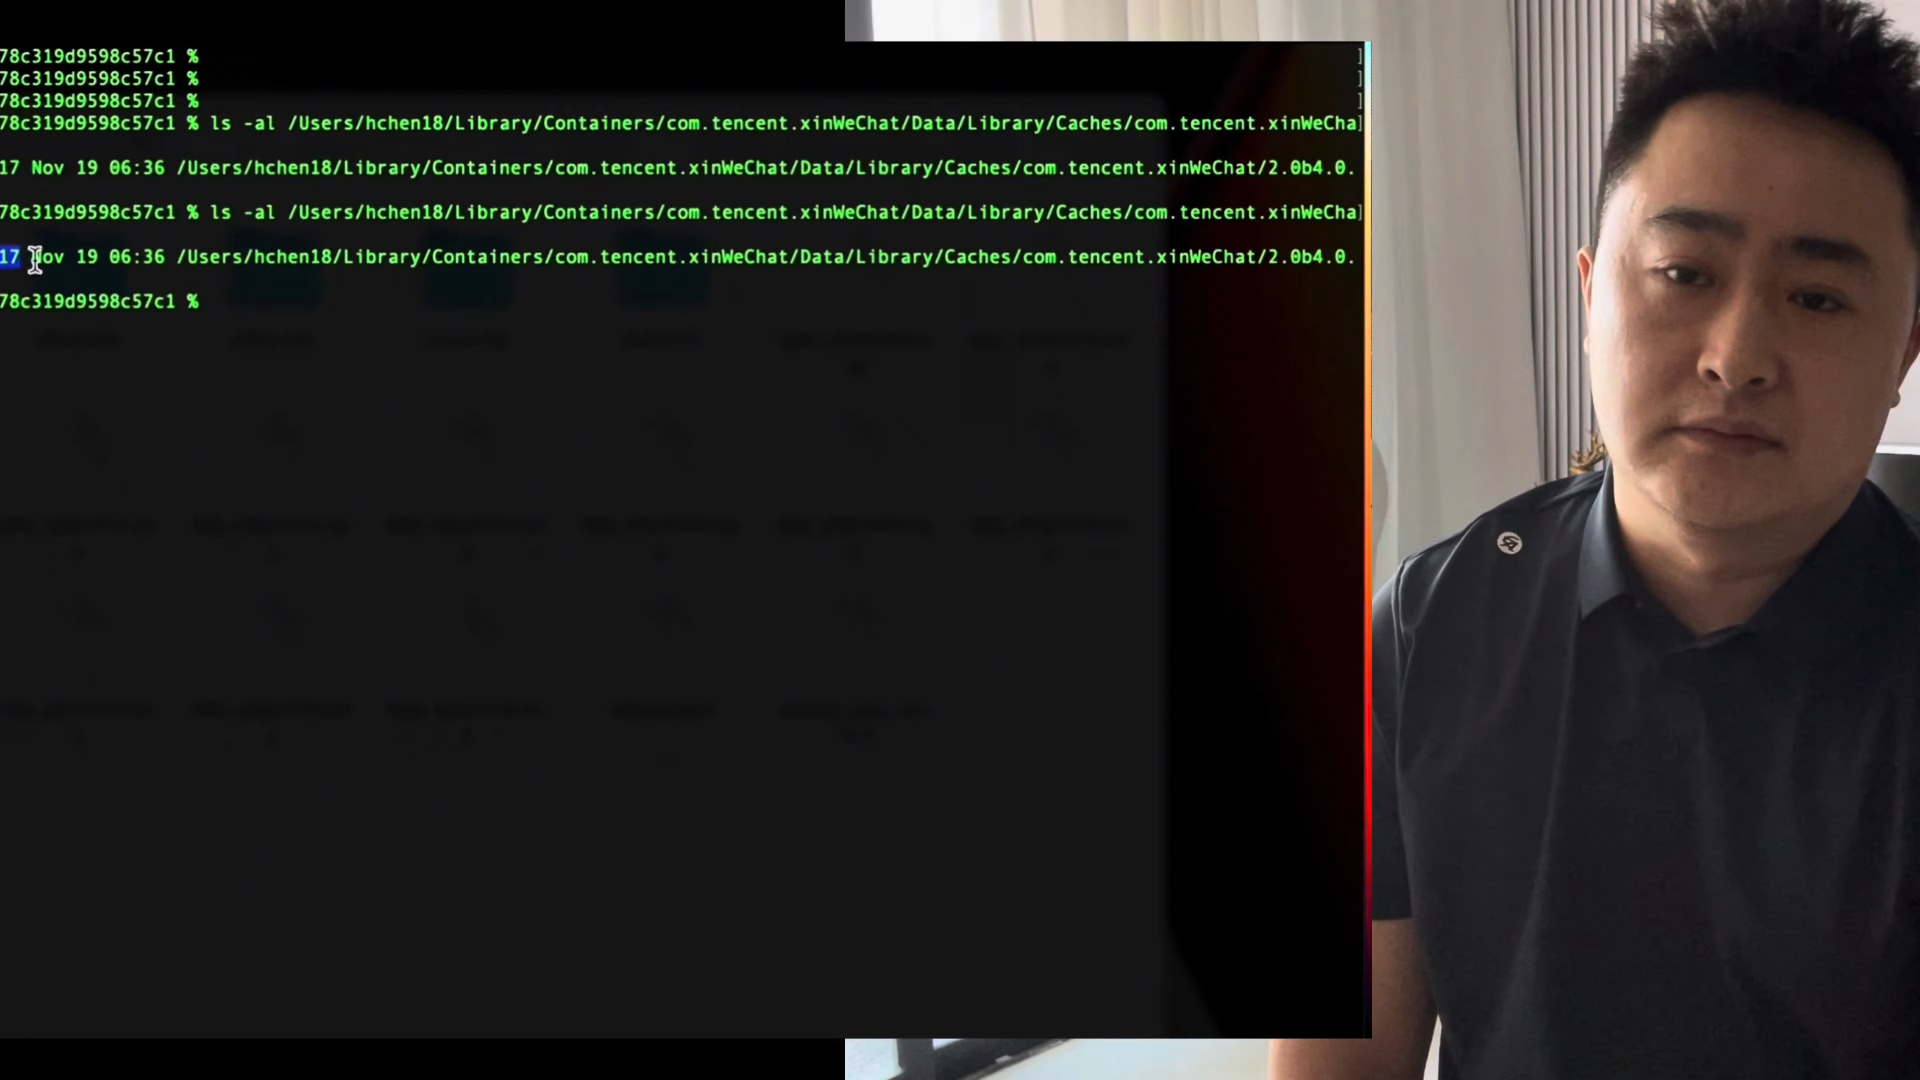 78c319d9598c57c1 % ]
78c319d9598c57c1 % ]
78c319d9598c57c1 % ]
78c319d9598c57c1 % ls -al /Users/hchen18/Library/Containers/com.tencent.xinWeChat/Data/Library/Caches/com.tencent.xinWeCha]
17 Nov 19 06:36 /Users/hchen18/Library/Containers/com.tencent.xinWeChat/Data/Library/Caches/com.tencent.xinWeChat/2.0b4.0.
78c319d9598c57c1 % ls -al /Users/hchen18/Library/Containers/com.tencent.xinWeChat/Data/Library/Caches/com.tencent.xinWeCha]
17 Nov 19 06:36 /Users/hchen18/Library/Containers/com.tencent.xinWeChat/Data/Library/Caches/com.tencent.xinWeChat/2.0b4.0.
78c319d9598c57c1 %